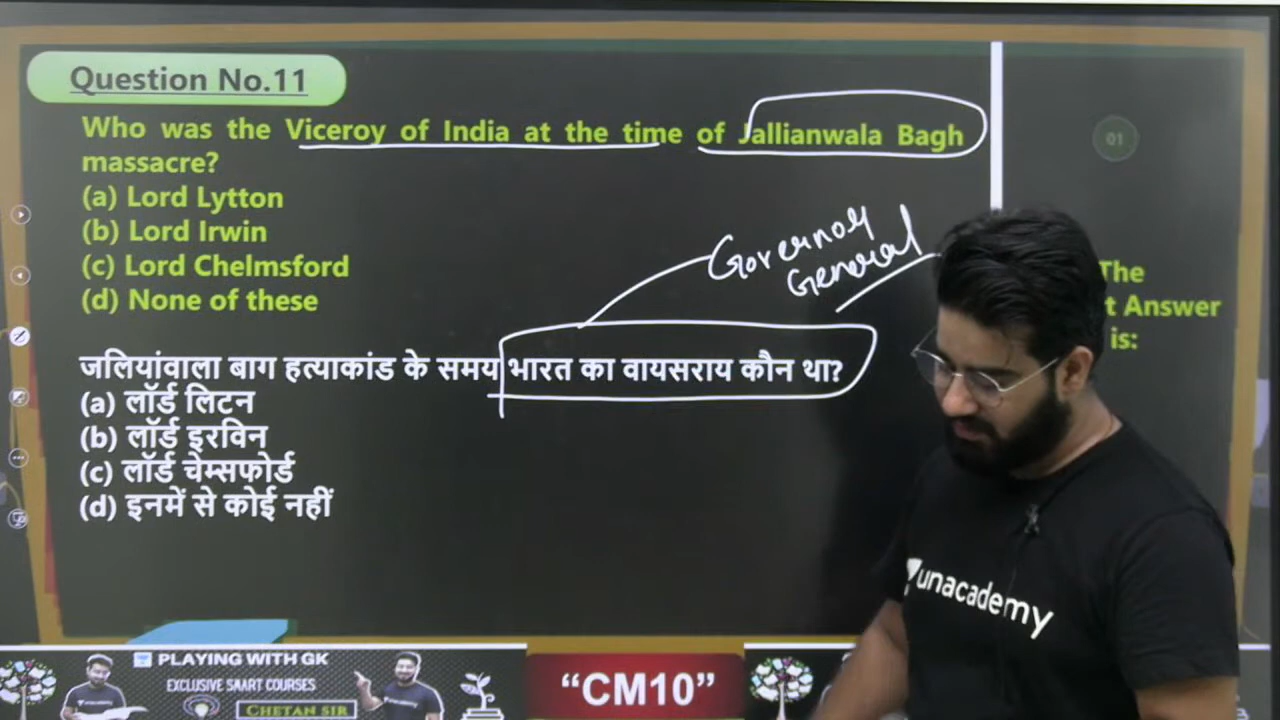 Question No.11
Who was the Viceroy of India at the time of Jallianwala Bagh
massacre?
(a) Lord Lytton
(b) Lord Irwin
(c) Lord Chelmsford
(d) None of these
Governor
General
जलियांवाला बाग हत्याकांड के समय भारत का वायसराय कौन था?
(a) लॉर्ड लिटन
(b) लॉर्ड इरविन
(c) लॉर्ड चेम्सफोर्ड
(d) इनमें से कोई नहीं
01
The
t Answer
is:
unacademy
PLAYING WITH GK
EXCLUSIVE SMART COURSES
CHETAN SIR
“CM10”